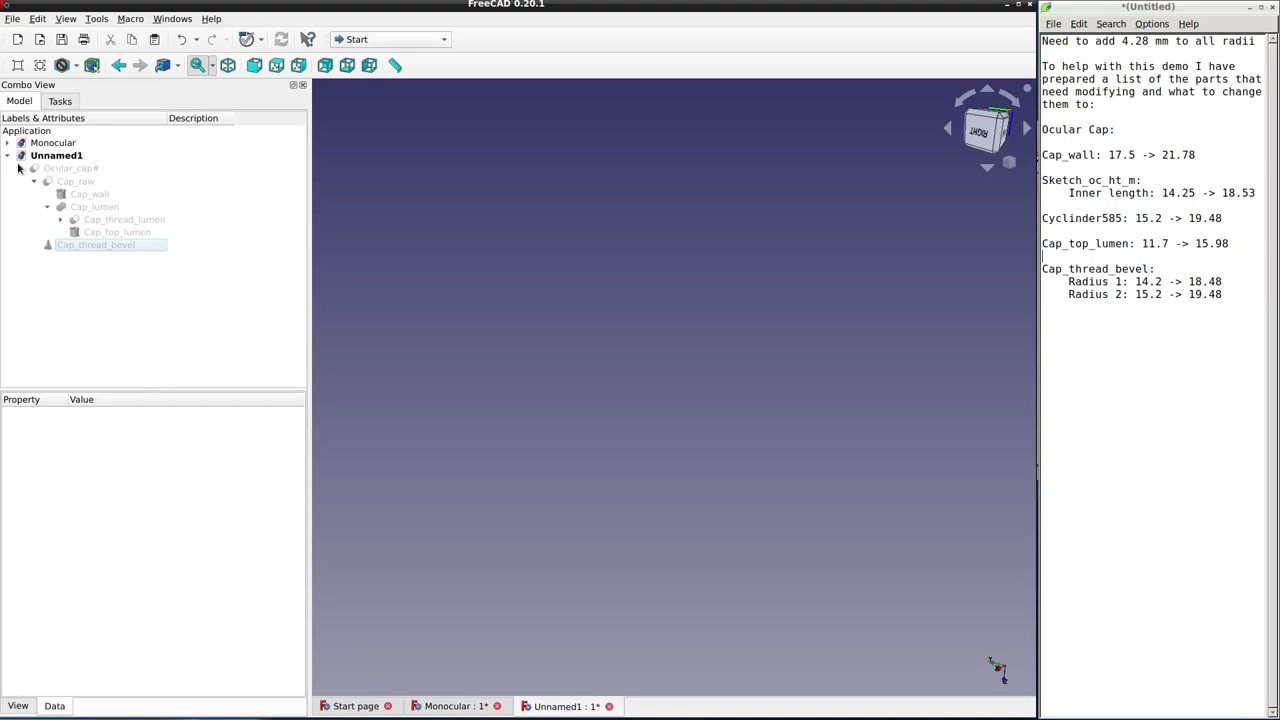 FreeCAD 0.20.1
File Edit View Tools Macro Windows Help
Start
Combo View
Model Tasks
Labels & Attributes Description
Application
Monocular
Unnamed1
Ocular_cap#
Cap_raw
Cap_wall
Cap_lumen
Cap_thread_lumen
Cap_top_lumen
Cap_thread_bevel
Property Value
View Data
RIGHT
Start page Monocular : 1* Unnamed1 : 1*
*(Untitled)
File Edit Search Options Help
Need to add 4.28 mm to all radii
To help with this demo I have
prepared a list of the parts that
need modifying and what to change
them to:
Ocular Cap:
Cap_wall: 17.5 -> 21.78
Sketch_oc_ht_m:
Inner length: 14.25 -> 18.53
Cylinder585: 15.2 -> 19.48
Cap_top_lumen: 11.7 -> 15.98
Cap_thread_bevel:
Radius 1: 14.2 -> 18.48
Radius 2: 15.2 -> 19.48